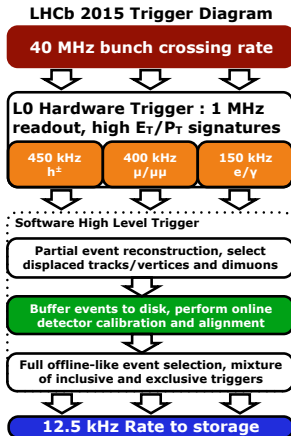 LHCb 2015 Trigger Diagram
40 MHz bunch crossing rate
L0 Hardware Trigger : 1 MHz
readout, high E_T/P_T signatures
450 kHz
h±
400 kHz
μ/μμ
150 kHz
e/γ
Software High Level Trigger
Partial event reconstruction, select
displaced tracks/vertices and dimuons
Buffer events to disk, perform online
detector calibration and alignment
Full offline-like event selection, mixture
of inclusive and exclusive triggers
12.5 kHz Rate to storage